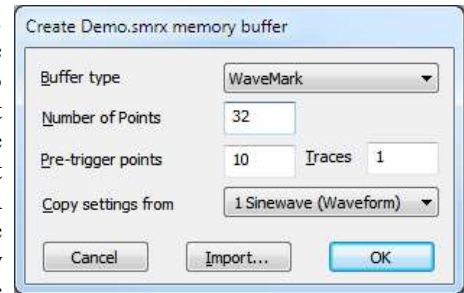 Create Demo.smrx memory buffer
Buffer type WaveMark
Number of Points 32
Pre-trigger points 10 Traces 1
Copy settings from 1 Sinewave (Waveform)
Cancel Import... OK